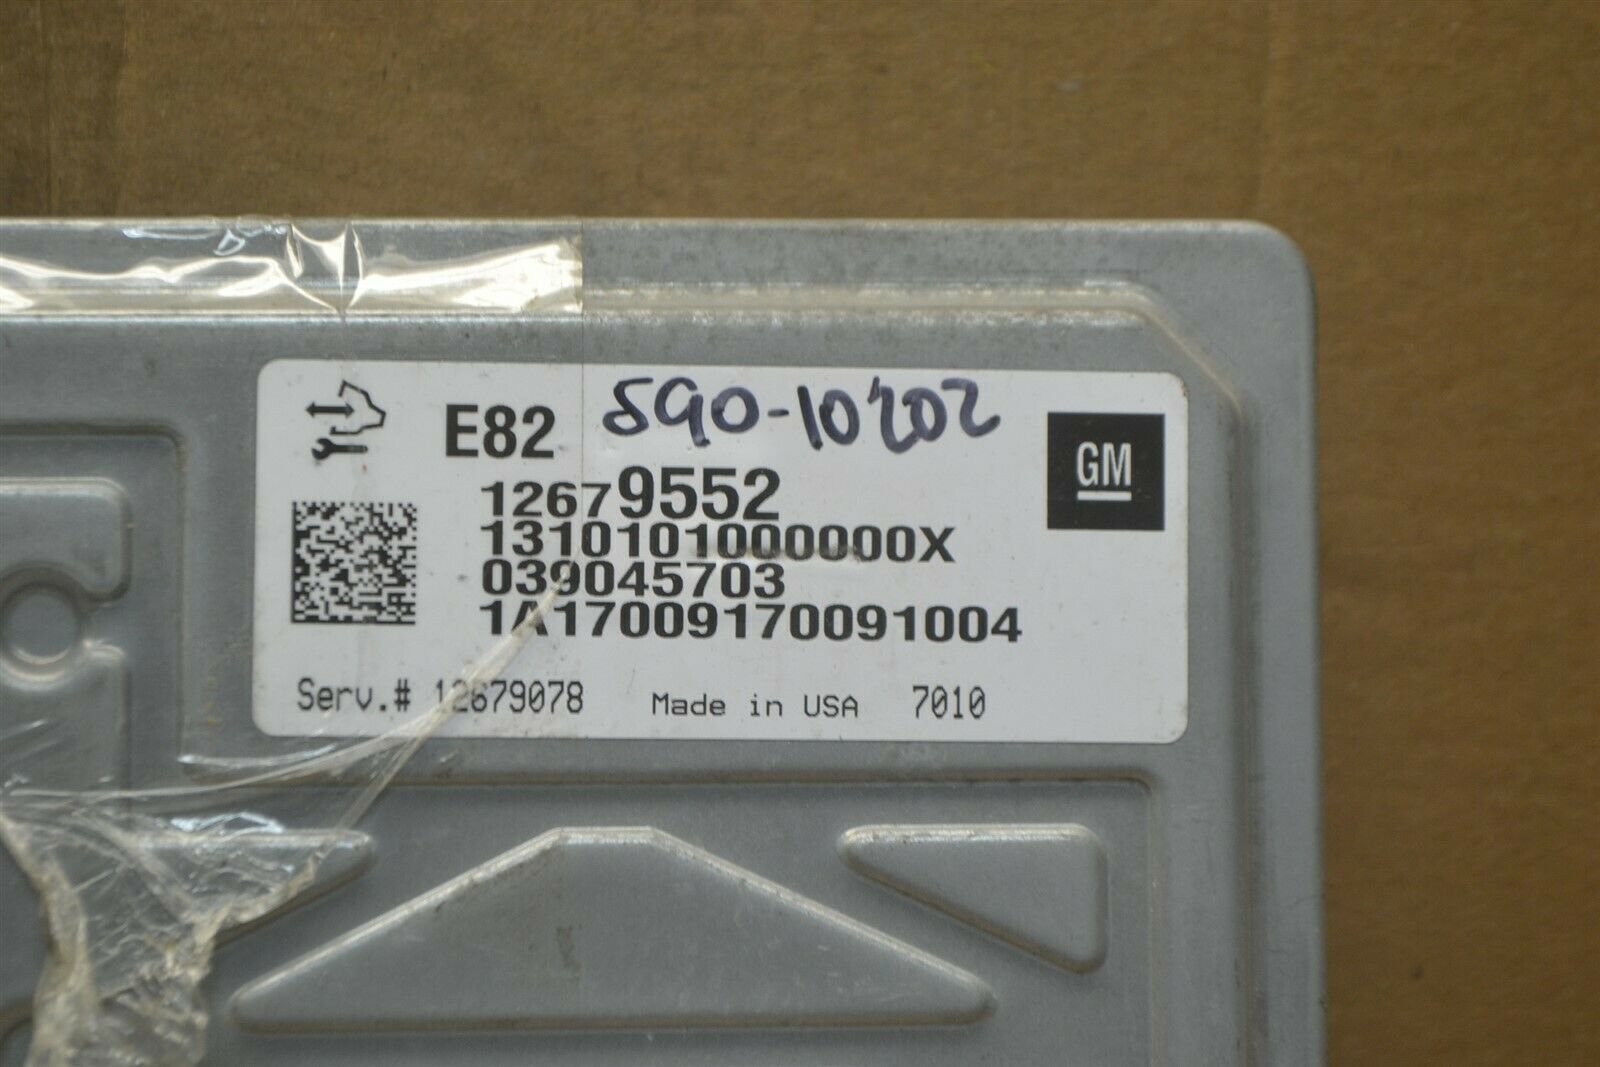 E82 590-10202
GM
12679552
1310101000000X
039045703
1A17009170091004
Serv.# 12679078 Made in USA 7010